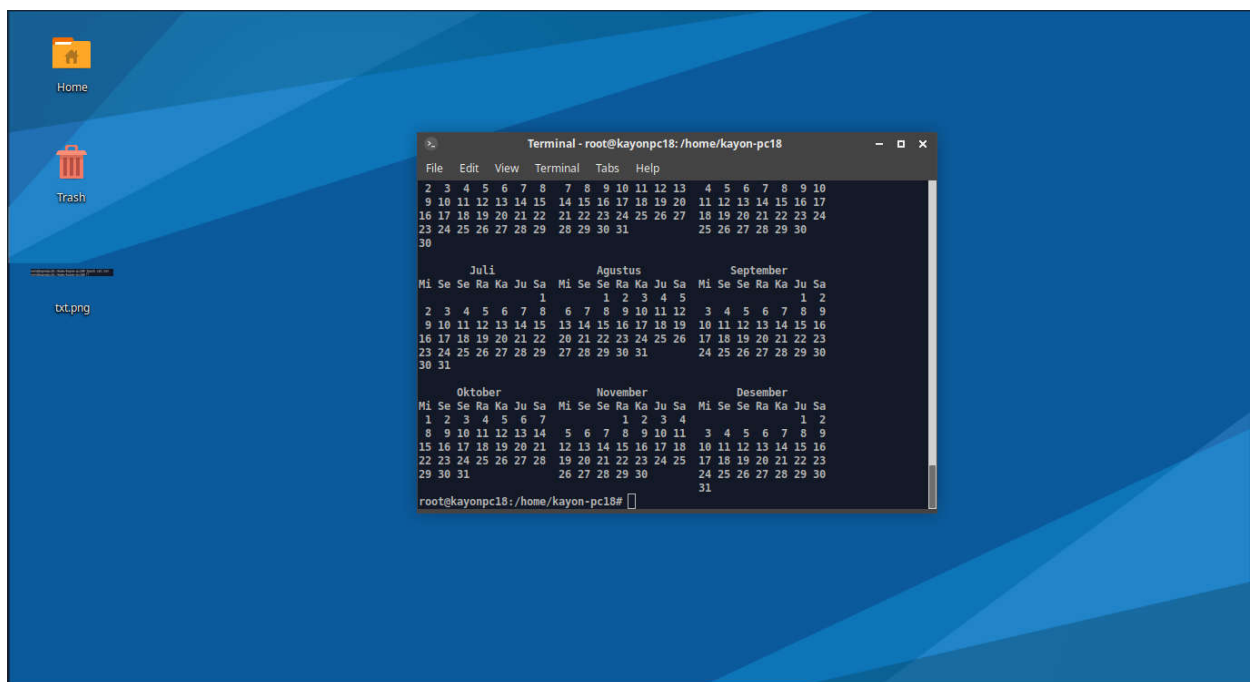 Home
Trash
txt.png
Terminal - root@kayonpc18: /home/kayon-pc18
File Edit View Terminal Tabs Help
2 3 4 5 6 7 8 7 8 9 10 11 12 13 4 5 6 7 8 9 10
9 10 11 12 13 14 15 14 15 16 17 18 19 20 11 12 13 14 15 16 17
16 17 18 19 20 21 22 21 22 23 24 25 26 27 18 19 20 21 22 23 24
23 24 25 26 27 28 29 28 29 30 31 25 26 27 28 29 30
30
Juli Agustus September
Mi Se Se Ra Ka Ju Sa Mi Se Se Ra Ka Ju Sa Mi Se Se Ra Ka Ju Sa
1 1 2 3 4 5 1 2
2 3 4 5 6 7 8 6 7 8 9 10 11 12 3 4 5 6 7 8 9
9 10 11 12 13 14 15 13 14 15 16 17 18 19 10 11 12 13 14 15 16
16 17 18 19 20 21 22 20 21 22 23 24 25 26 17 18 19 20 21 22 23
23 24 25 26 27 28 29 27 28 29 30 31 24 25 26 27 28 29 30
30 31
Oktober November Desember
Mi Se Se Ra Ka Ju Sa Mi Se Se Ra Ka Ju Sa Mi Se Se Ra Ka Ju Sa
1 2 3 4 5 6 7 1 2 3 4 1 2
8 9 10 11 12 13 14 5 6 7 8 9 10 11 3 4 5 6 7 8 9
15 16 17 18 19 20 21 12 13 14 15 16 17 18 10 11 12 13 14 15 16
22 23 24 25 26 27 28 19 20 21 22 23 24 25 17 18 19 20 21 22 23
29 30 31 26 27 28 29 30 24 25 26 27 28 29 30
31
root@kayonpc18:/home/kayon-pc18#